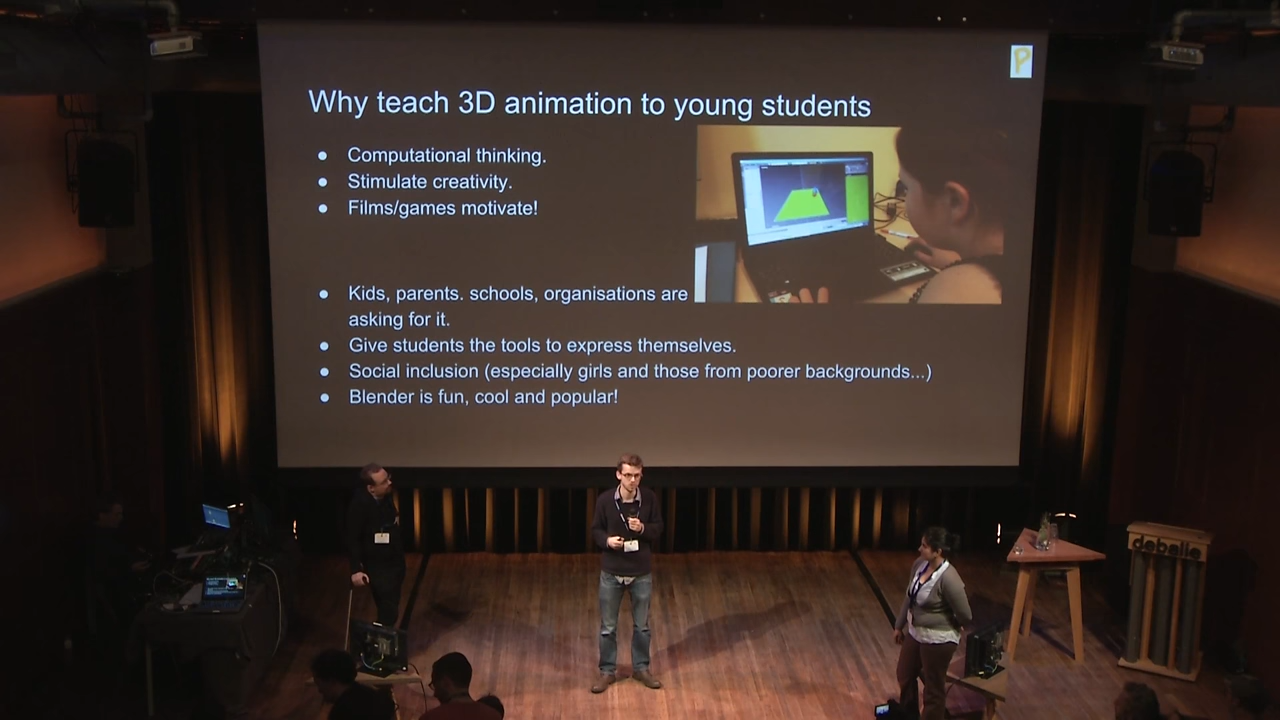 P
Why teach 3D animation to young students
● Computational thinking.
● Stimulate creativity.
● Films/games motivate!
● Kids, parents. schools, organisations are
asking for it.
● Give students the tools to express themselves.
● Social inclusion (especially girls and those from poorer backgrounds...)
● Blender is fun, cool and popular!
debalie